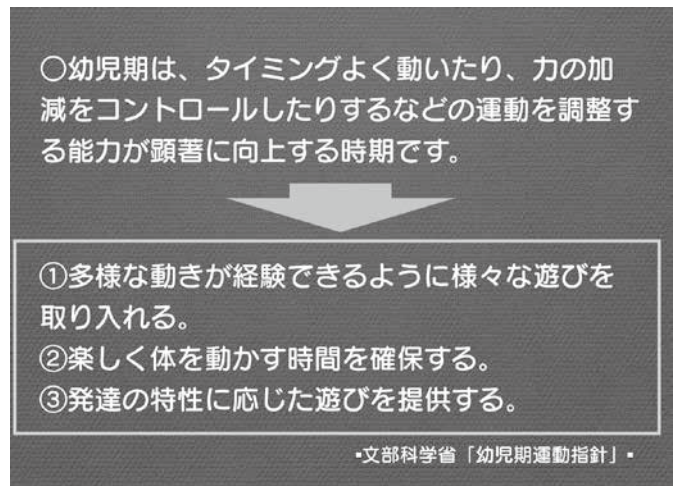 ○幼児期は、タイミングよく動いたり、力の加
減をコントロールしたりするなどの運動を調整す
る能力が顕著に向上する時期です。
①多様な動きが経験できるように様々な遊びを
取り入れる。
②楽しく体を動かす時間を確保する。
③発達の特性に応じた遊びを提供する。
▪文部科学省「幼児期運動指針」▪